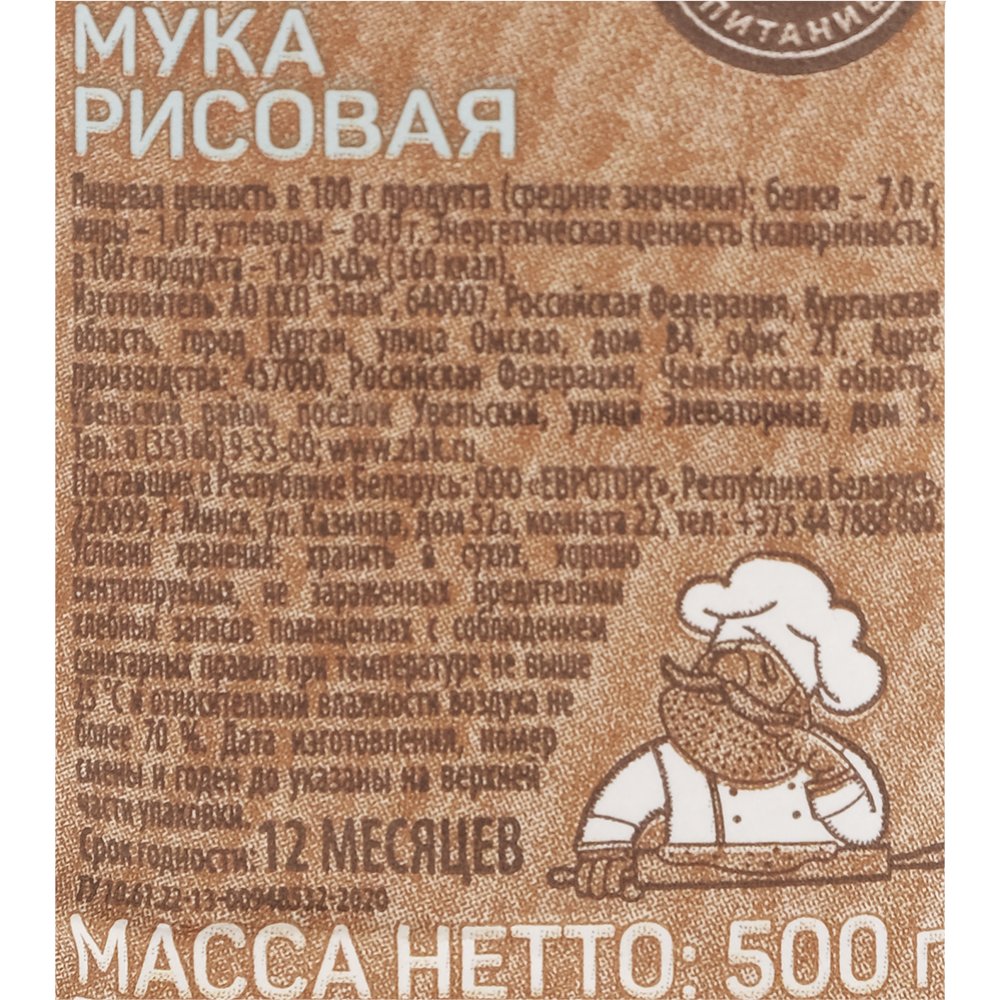 ПИТАНИЕ
МУКА
РИСОВАЯ
Пищевая ценность в 100 г продукта (средние значения): белки – 7,0 г,
жиры – 1,0 г, углеводы – 80,0 г. Энергетическая ценность (калорийность)
в 100 г продукта – 1490 кДж (360 ккал).
Изготовитель: АО КХП "Злак", 640007, Российская Федерация, Курганская
область, город Курган, улица Омская, дом 8А, офис 21. Адрес
производства: 457000, Российская Федерация, Челябинская область,
Увельский район, посёлок Увельский, улица Элеваторная, дом 5.
Тел.: 8 (35166) 9-55-00; www.zlak.ru.
Поставщик в Республике Беларусь: ООО «ЕВРОТОРГ», Республика Беларусь,
220099, г. Минск, ул. Казинца, дом 52а, комната 22, тел.: +375 44 7888 880.
Условия хранения: хранить в сухих, хорошо
вентилируемых, не зараженных вредителями
хлебных запасов помещениях с соблюдением
санитарных правил при температуре не выше
25 °С и относительной влажности воздуха не
более 70 %. Дата изготовления, номер
смены и годен до указаны на верхней
части упаковки.
Срок годности: 12 МЕСЯЦЕВ
ТУ 10.61.22-13-00948532-2020
МАССА НЕТТО: 500 г